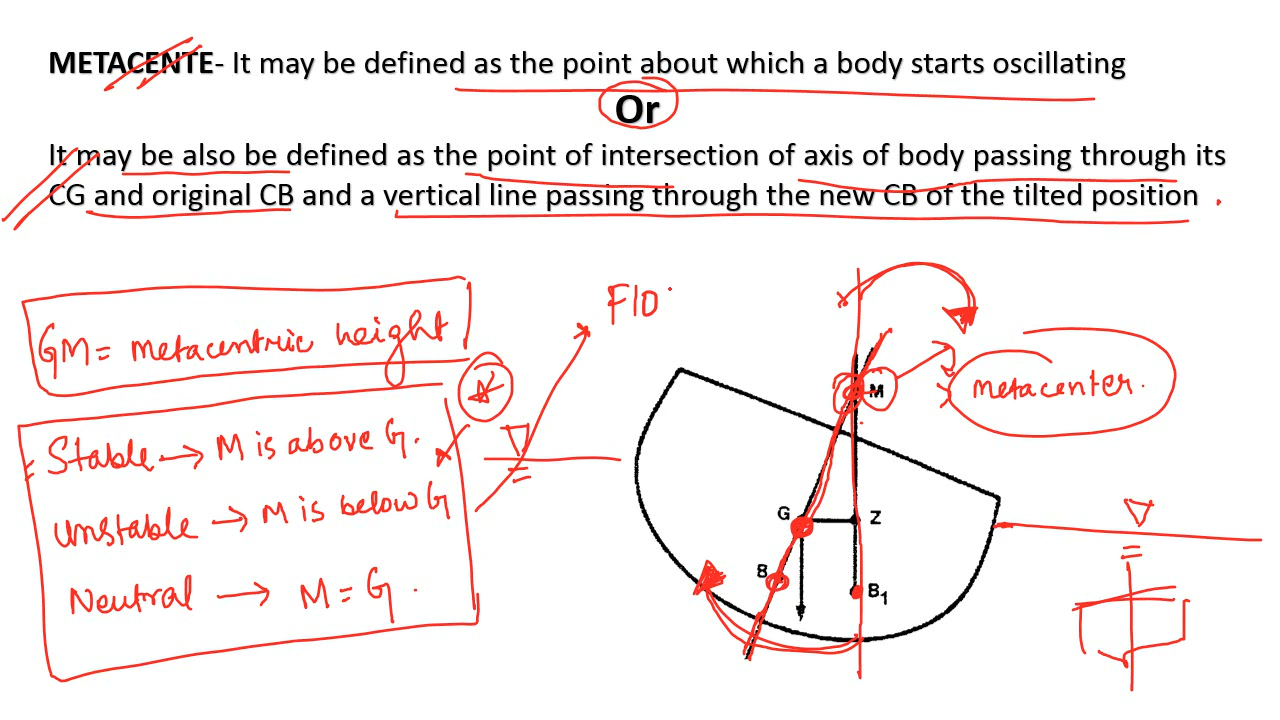 METACENTE- It may be defined as the point about which a body starts oscillating
Or
It may be also be defined as the point of intersection of axis of body passing through its
CG and original CB and a vertical line passing through the new CB of the tilted position .
GM = metacentric height
Stable → M is above G.
Unstable → M is below G
Neutral → M = G .
M
metacenter.
G
Z
B
B₁